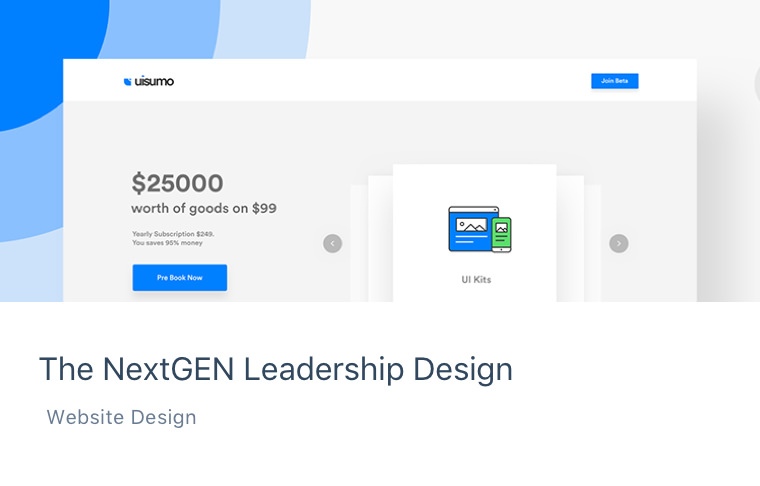 uisumo
Join Beta
$25000
worth of goods on $99
Yearly Subscription $249.
You saves 95% money
Pre Book Now
UI Kits
The NextGEN Leadership Design
Website Design